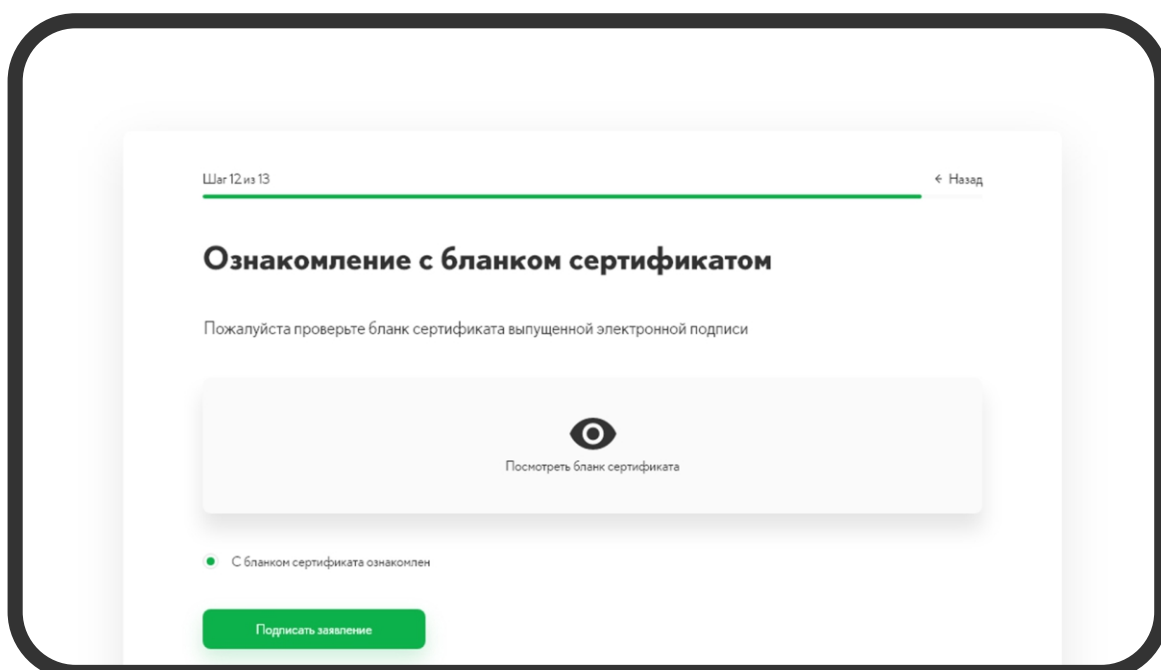 Шаг 12 из 13
← Назад
Ознакомление с бланком сертификатом
Пожалуйста проверьте бланк сертификата выпущенной электронной подписи
Посмотреть бланк сертификата
С бланком сертификата ознакомлен
Подписать заявление